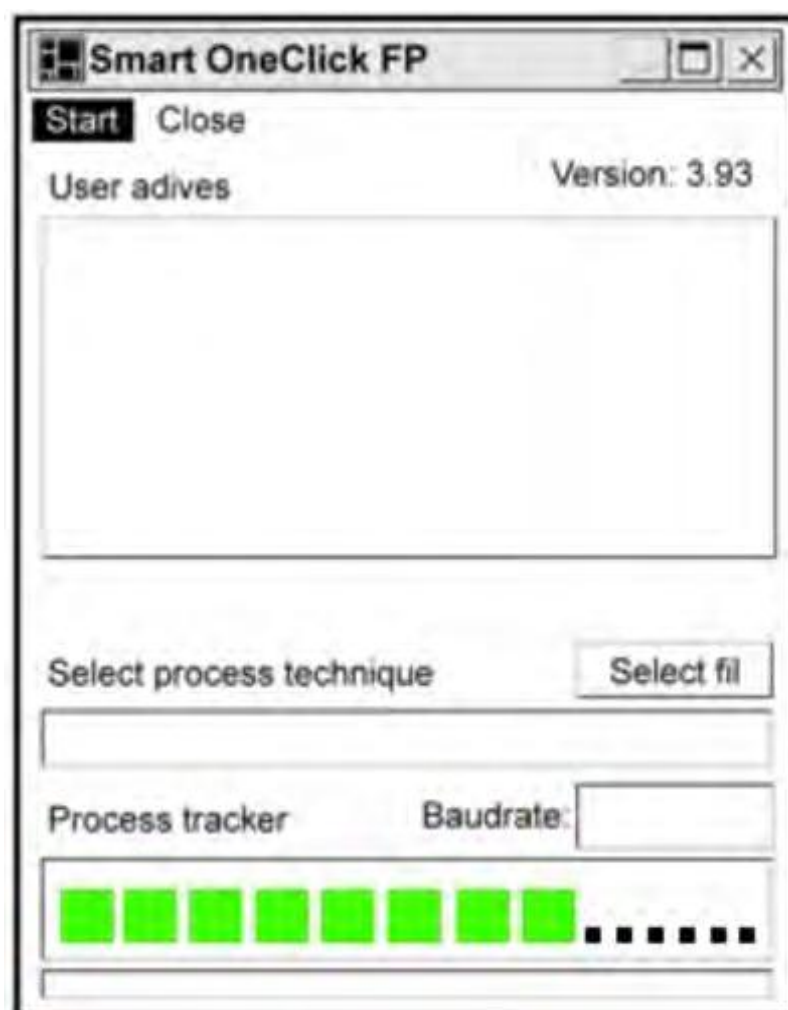 Smart OneClick FP
Start Close
Version: 3.93
User adives
Select process technique
Select fil
Process tracker
Baudrate: